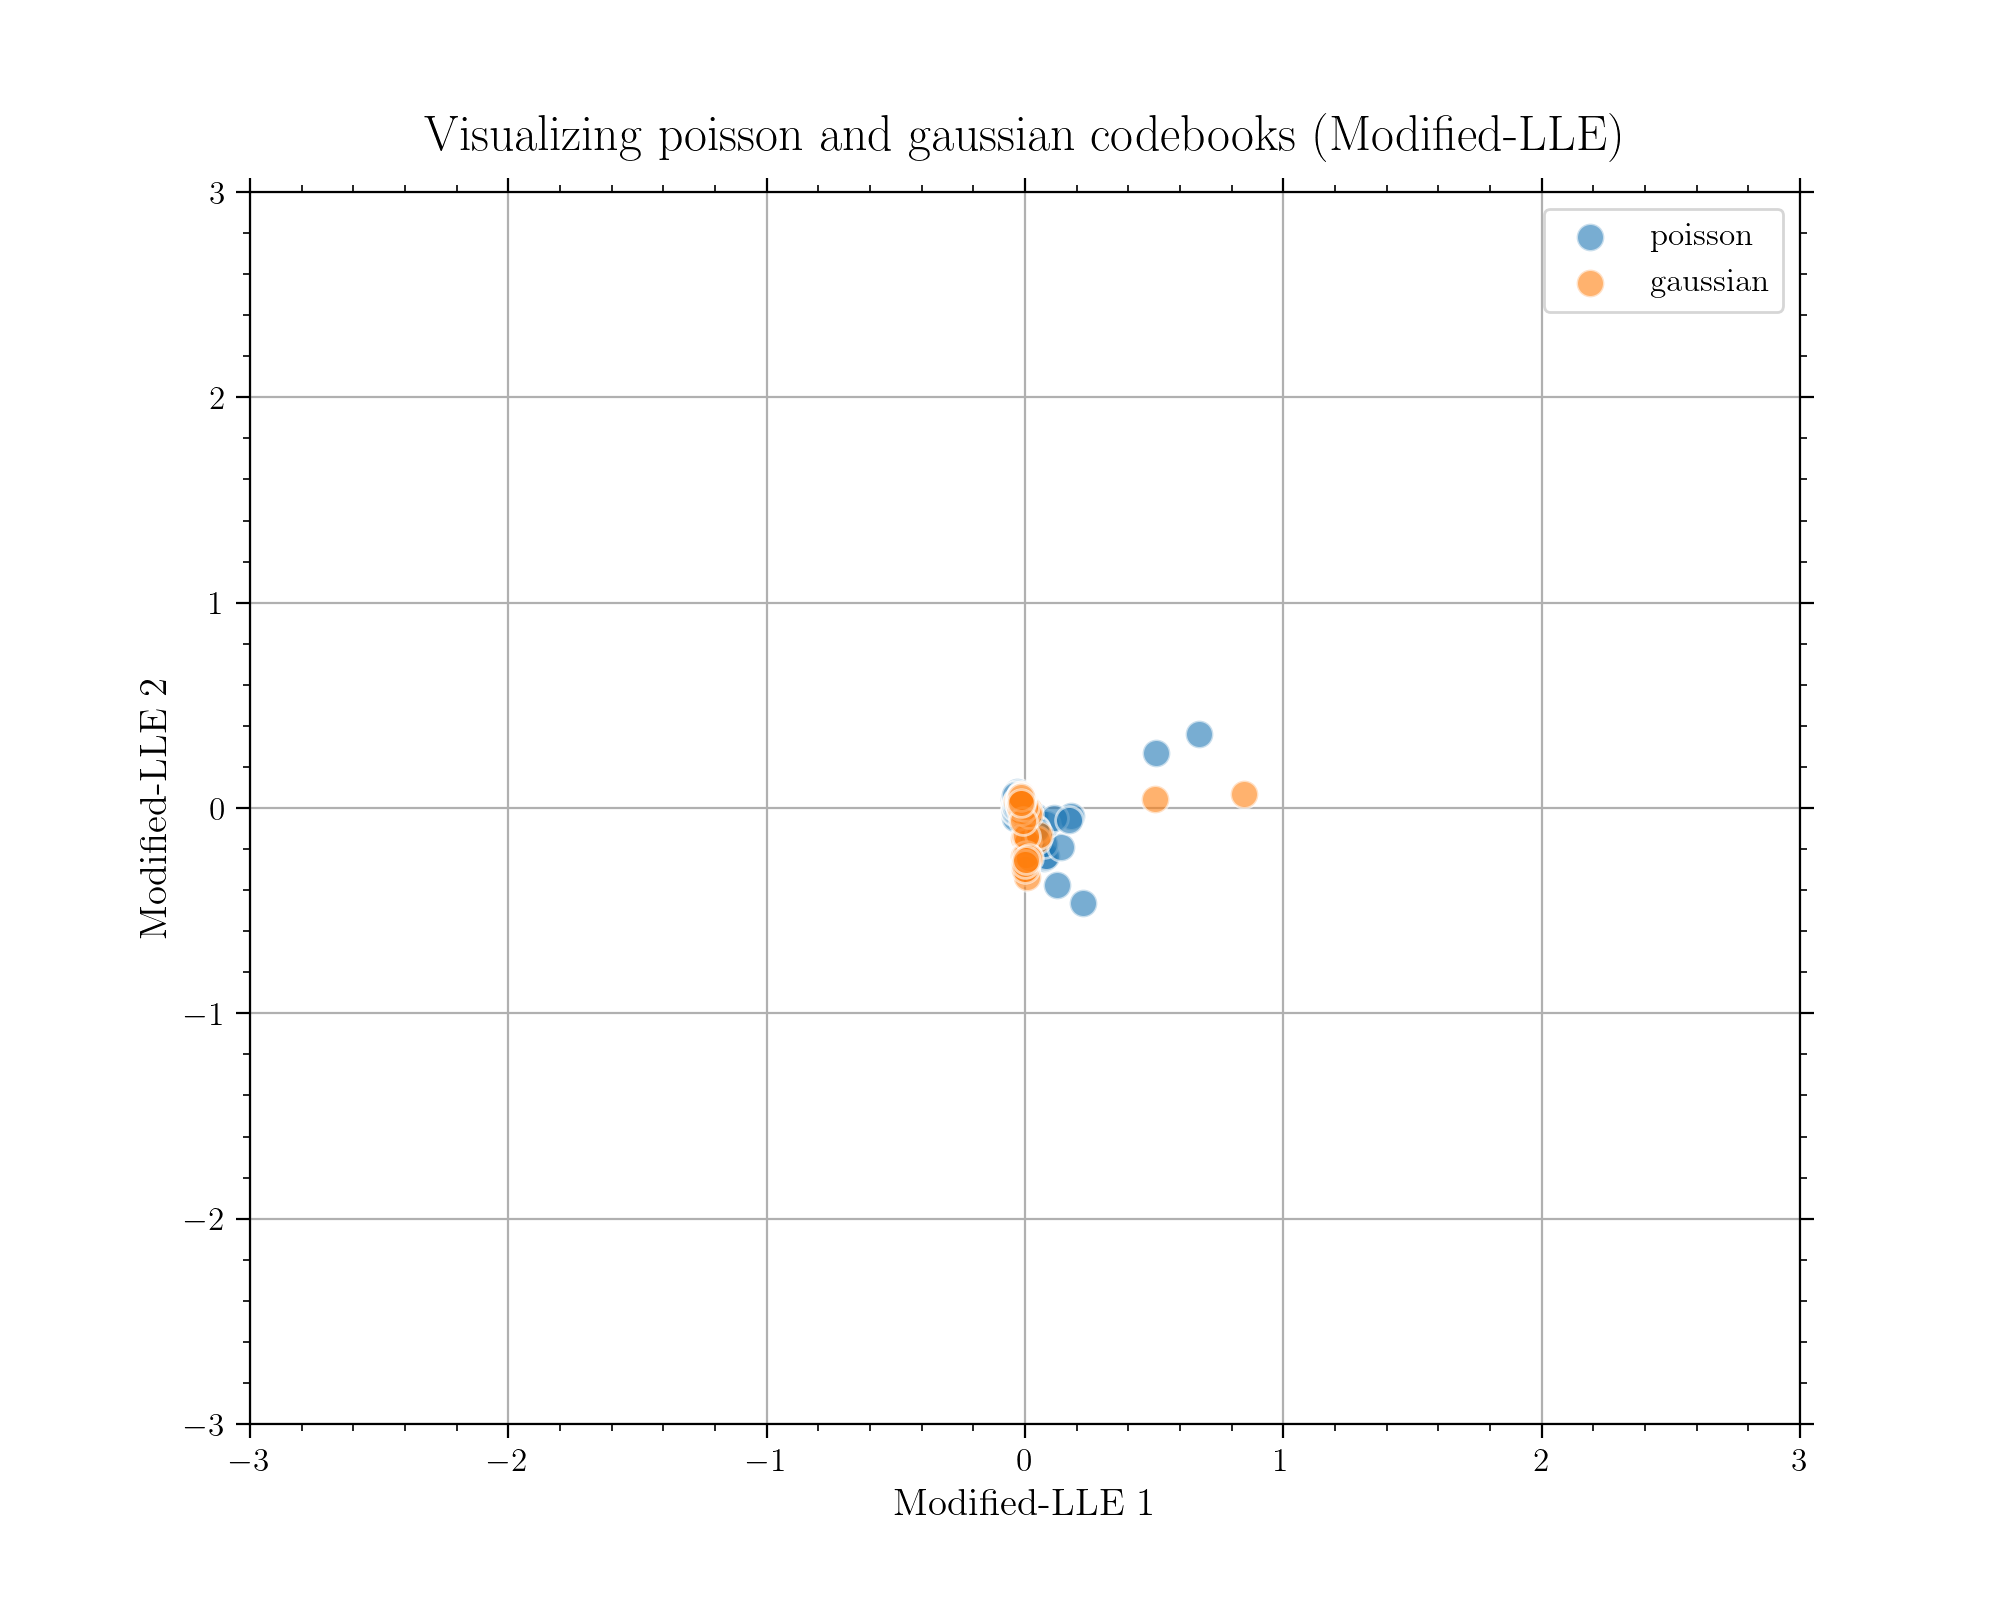 Visualizing poisson and gaussian codebooks (Modified-LLE)
poisson
gaussian
3
2
1
0
−1
−2
−3
Modified-LLE 2
−3
−2
−1
0
1
2
3
Modified-LLE 1